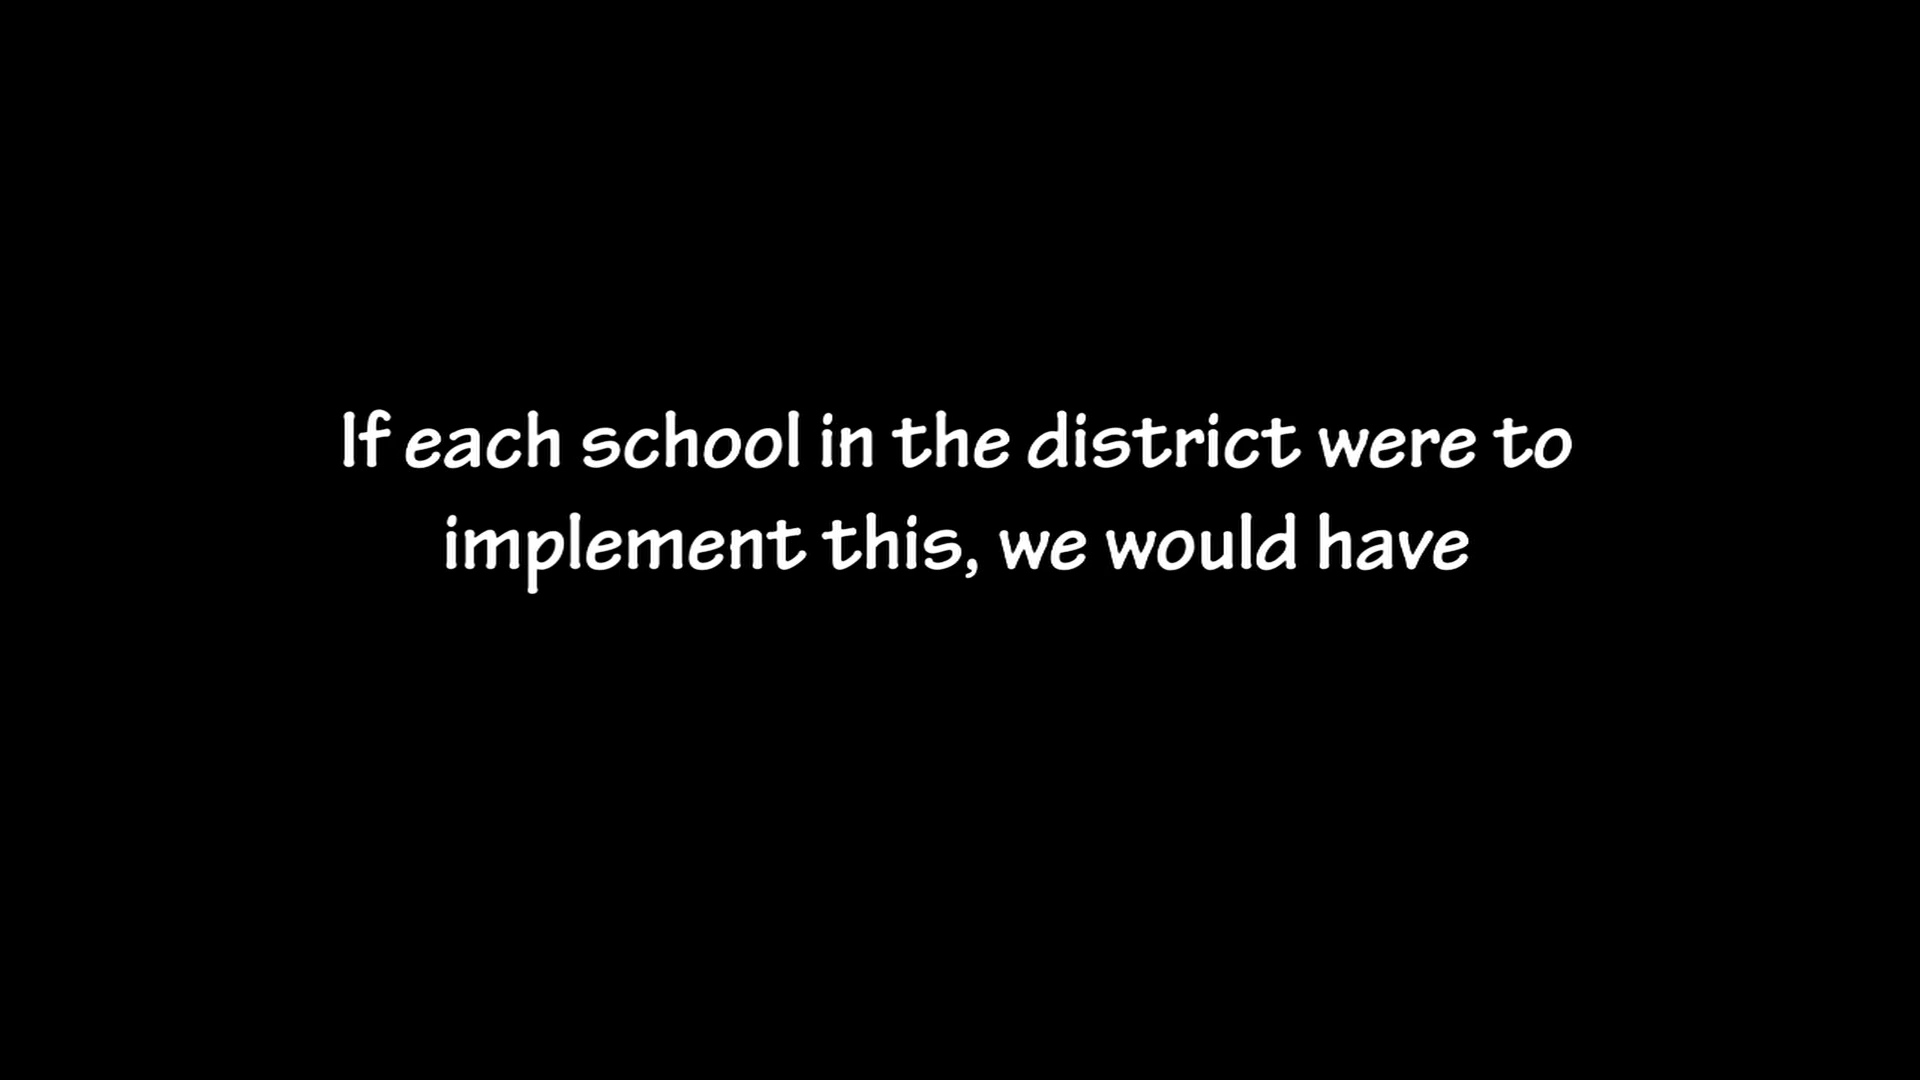 If each school in the district were to
implement this, we would have